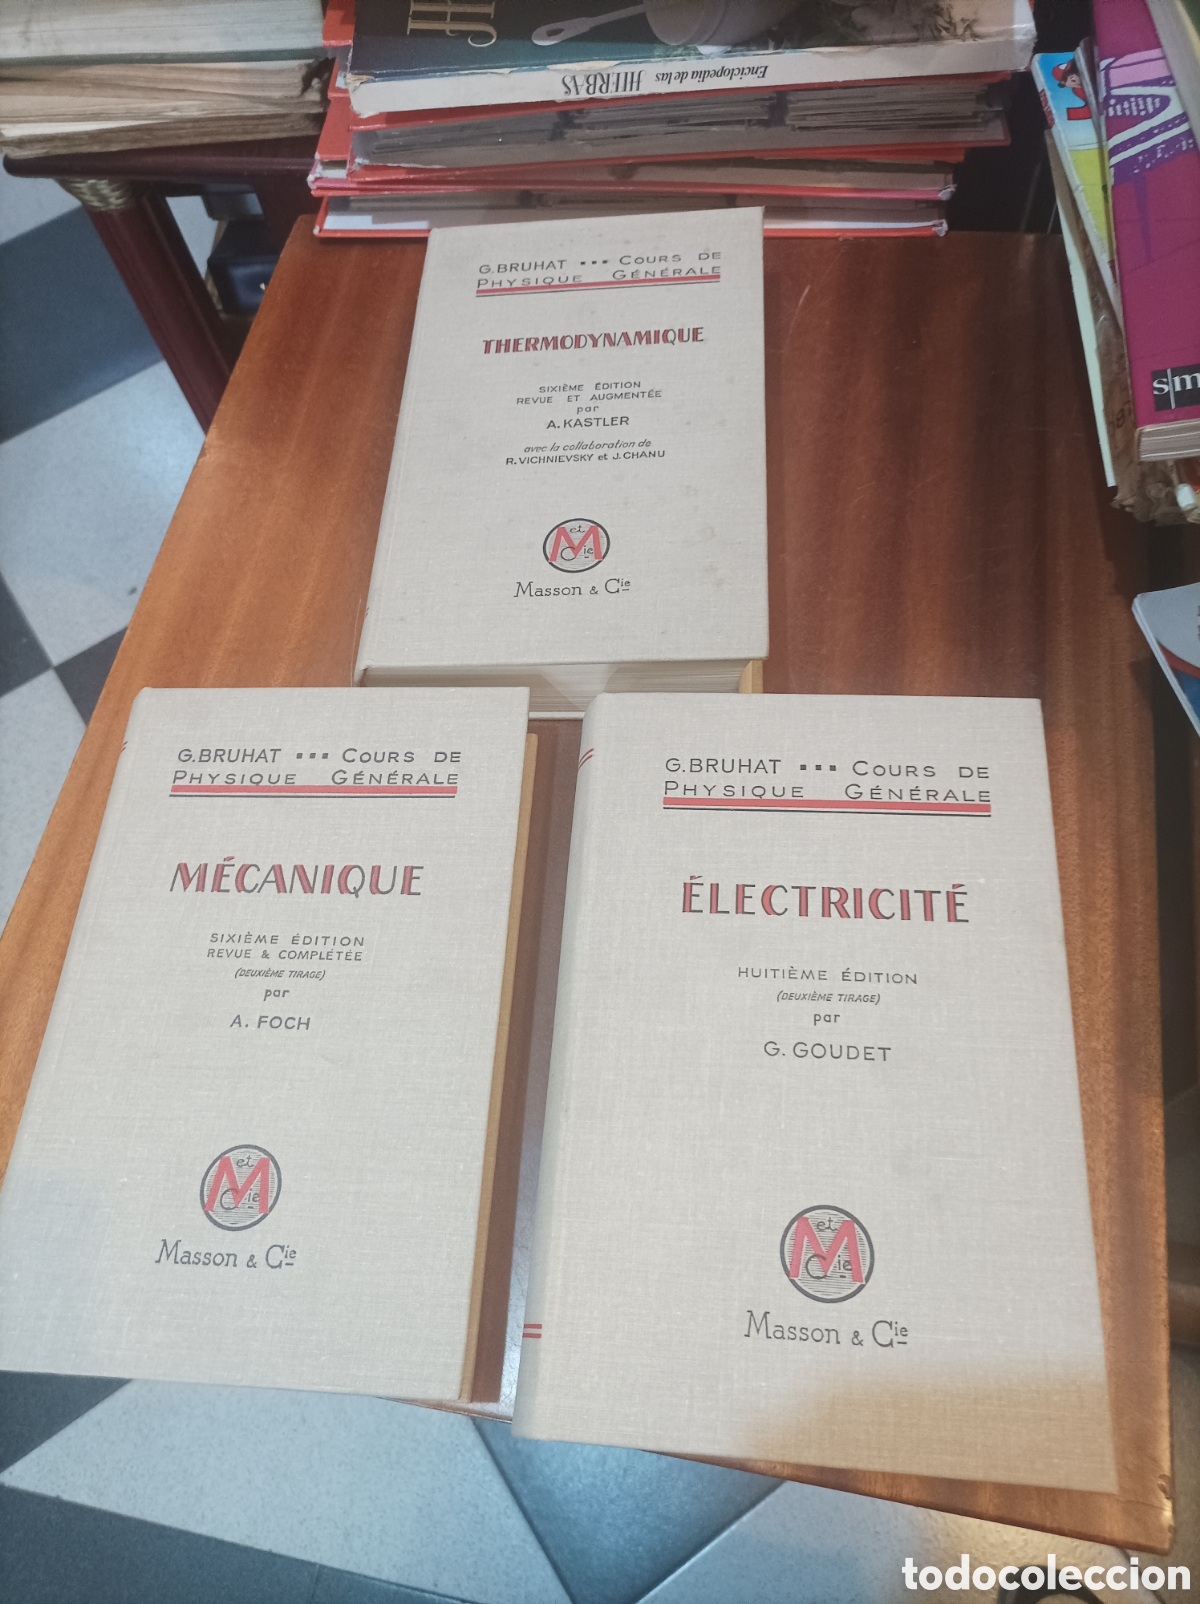 Enciclopedia de las HIERBAS
G. BRUHAT ▪▪▪ COURS DE
PHYSIQUE GÉNÉRALE
THERMODYNAMIQUE
SIXIÈME ÉDITION
REVUE ET AUGMENTÉE
par
A. KASTLER
avec la collaboration de
R. VICHNIEVSKY et J. CHANU
M et Cie
Masson & Cie
sm
G. BRUHAT ▪▪▪ COURS DE
PHYSIQUE GÉNÉRALE
MÉCANIQUE
SIXIÈME ÉDITION
REVUE & COMPLÉTÉE
(DEUXIÈME TIRAGE)
par
A. FOCH
M et Cie
Masson & Cie
G. BRUHAT ▪▪▪ COURS DE
PHYSIQUE GÉNÉRALE
ÉLECTRICITÉ
HUITIÈME ÉDITION
(DEUXIÈME TIRAGE)
par
G. GOUDET
M et Cie
Masson & Cie
todocoleccion